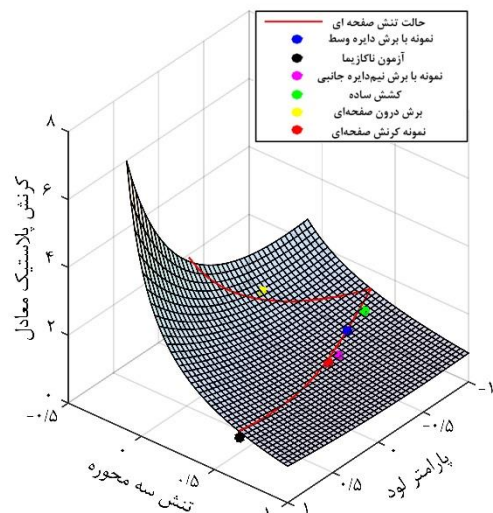 حالت تنش صفحه ای
نمونه با برش دایره وسط
آزمون ناکازیما
نمونه با برش نیم‌دایره جانبی
کشش ساده
برش درون صفحه‌ای
نمونه کرنش صفحه‌ای
کرنش پلاستیک معادل
۸
۶
۴
۲
۰
-۰/۵
۰
۰/۵
۱
تنش سه محوره
-۱
-۰/۵
۰
۰/۵
۱
پارامتر لود